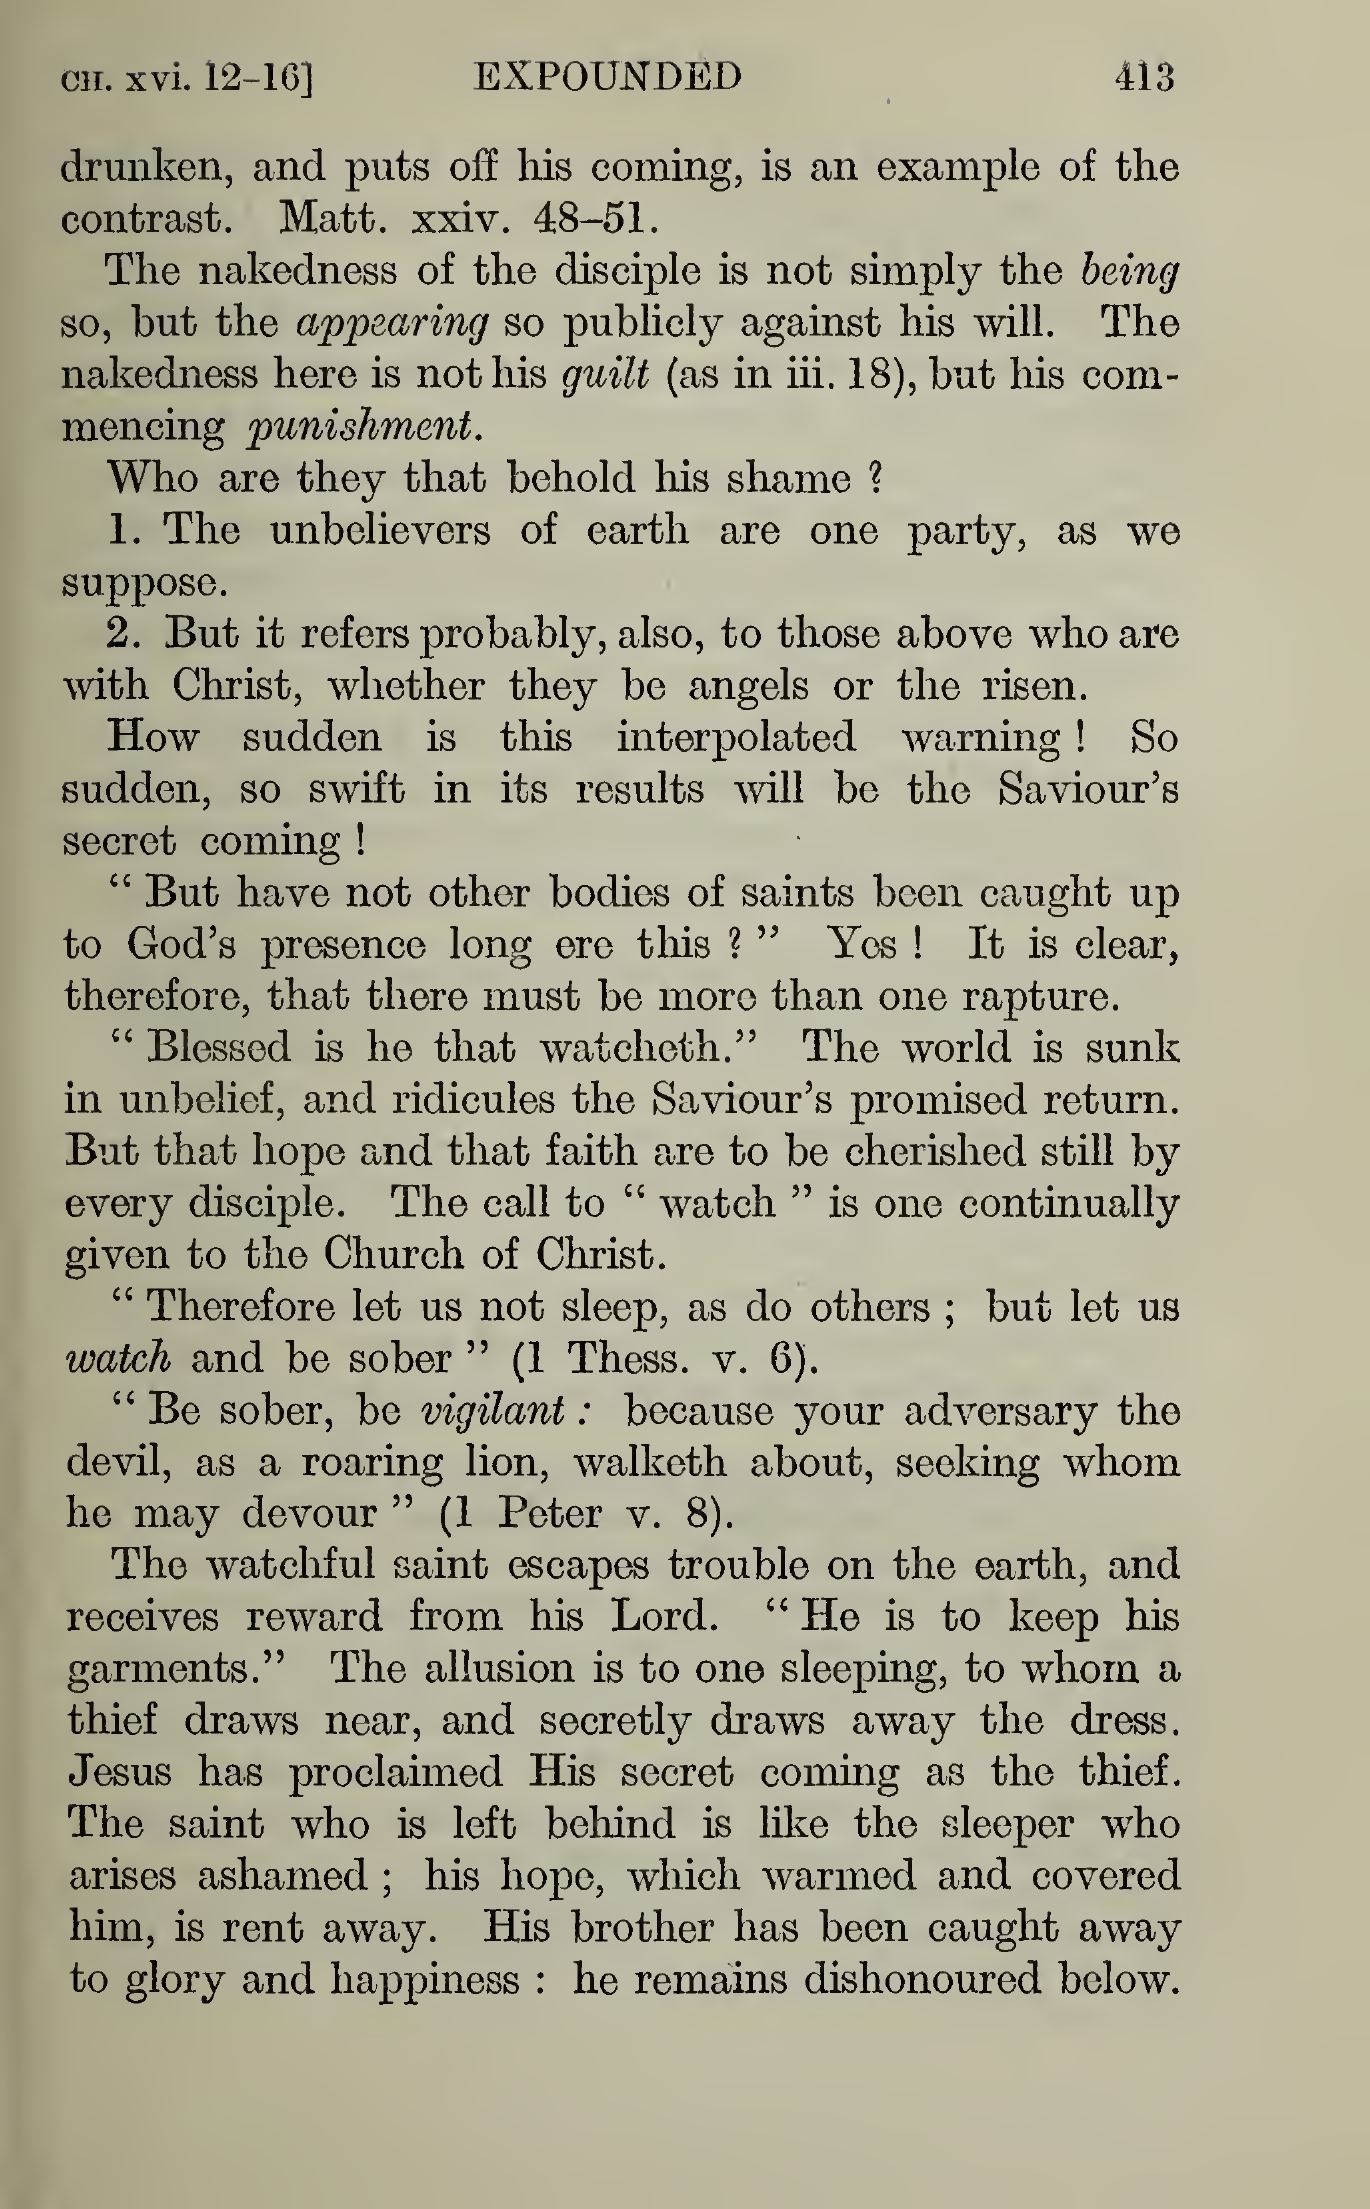 CH. xvi. 12-16] EXPOUNDED 413
drunken, and puts off his coming, is an example of the
contrast. Matt. xxiv. 48-51.
The nakedness of the disciple is not simply the being
so, but the appearing so publicly against his will. The
nakedness here is not his guilt (as in iii. 18), but his com-
mencing punishment.
Who are they that behold his shame ?
1. The unbelievers of earth are one party, as we
suppose.
2. But it refers probably, also, to those above who are
with Christ, whether they be angels or the risen.
How sudden is this interpolated warning ! So
sudden, so swift in its results will be the Saviour's
secret coming !
“ But have not other bodies of saints been caught up
to God's presence long ere this ? ” Yes ! It is clear,
therefore, that there must be more than one rapture.
“ Blessed is he that watcheth.” The world is sunk
in unbelief, and ridicules the Saviour's promised return.
But that hope and that faith are to be cherished still by
every disciple. The call to “ watch ” is one continually
given to the Church of Christ.
“ Therefore let us not sleep, as do others ; but let us
watch and be sober ” (1 Thess. v. 6).
“ Be sober, be vigilant : because your adversary the
devil, as a roaring lion, walketh about, seeking whom
he may devour ” (1 Peter v. 8).
The watchful saint escapes trouble on the earth, and
receives reward from his Lord. “ He is to keep his
garments.” The allusion is to one sleeping, to whom a
thief draws near, and secretly draws away the dress.
Jesus has proclaimed His secret coming as the thief.
The saint who is left behind is like the sleeper who
arises ashamed ; his hope, which warmed and covered
him, is rent away. His brother has been caught away
to glory and happiness : he remains dishonoured below.